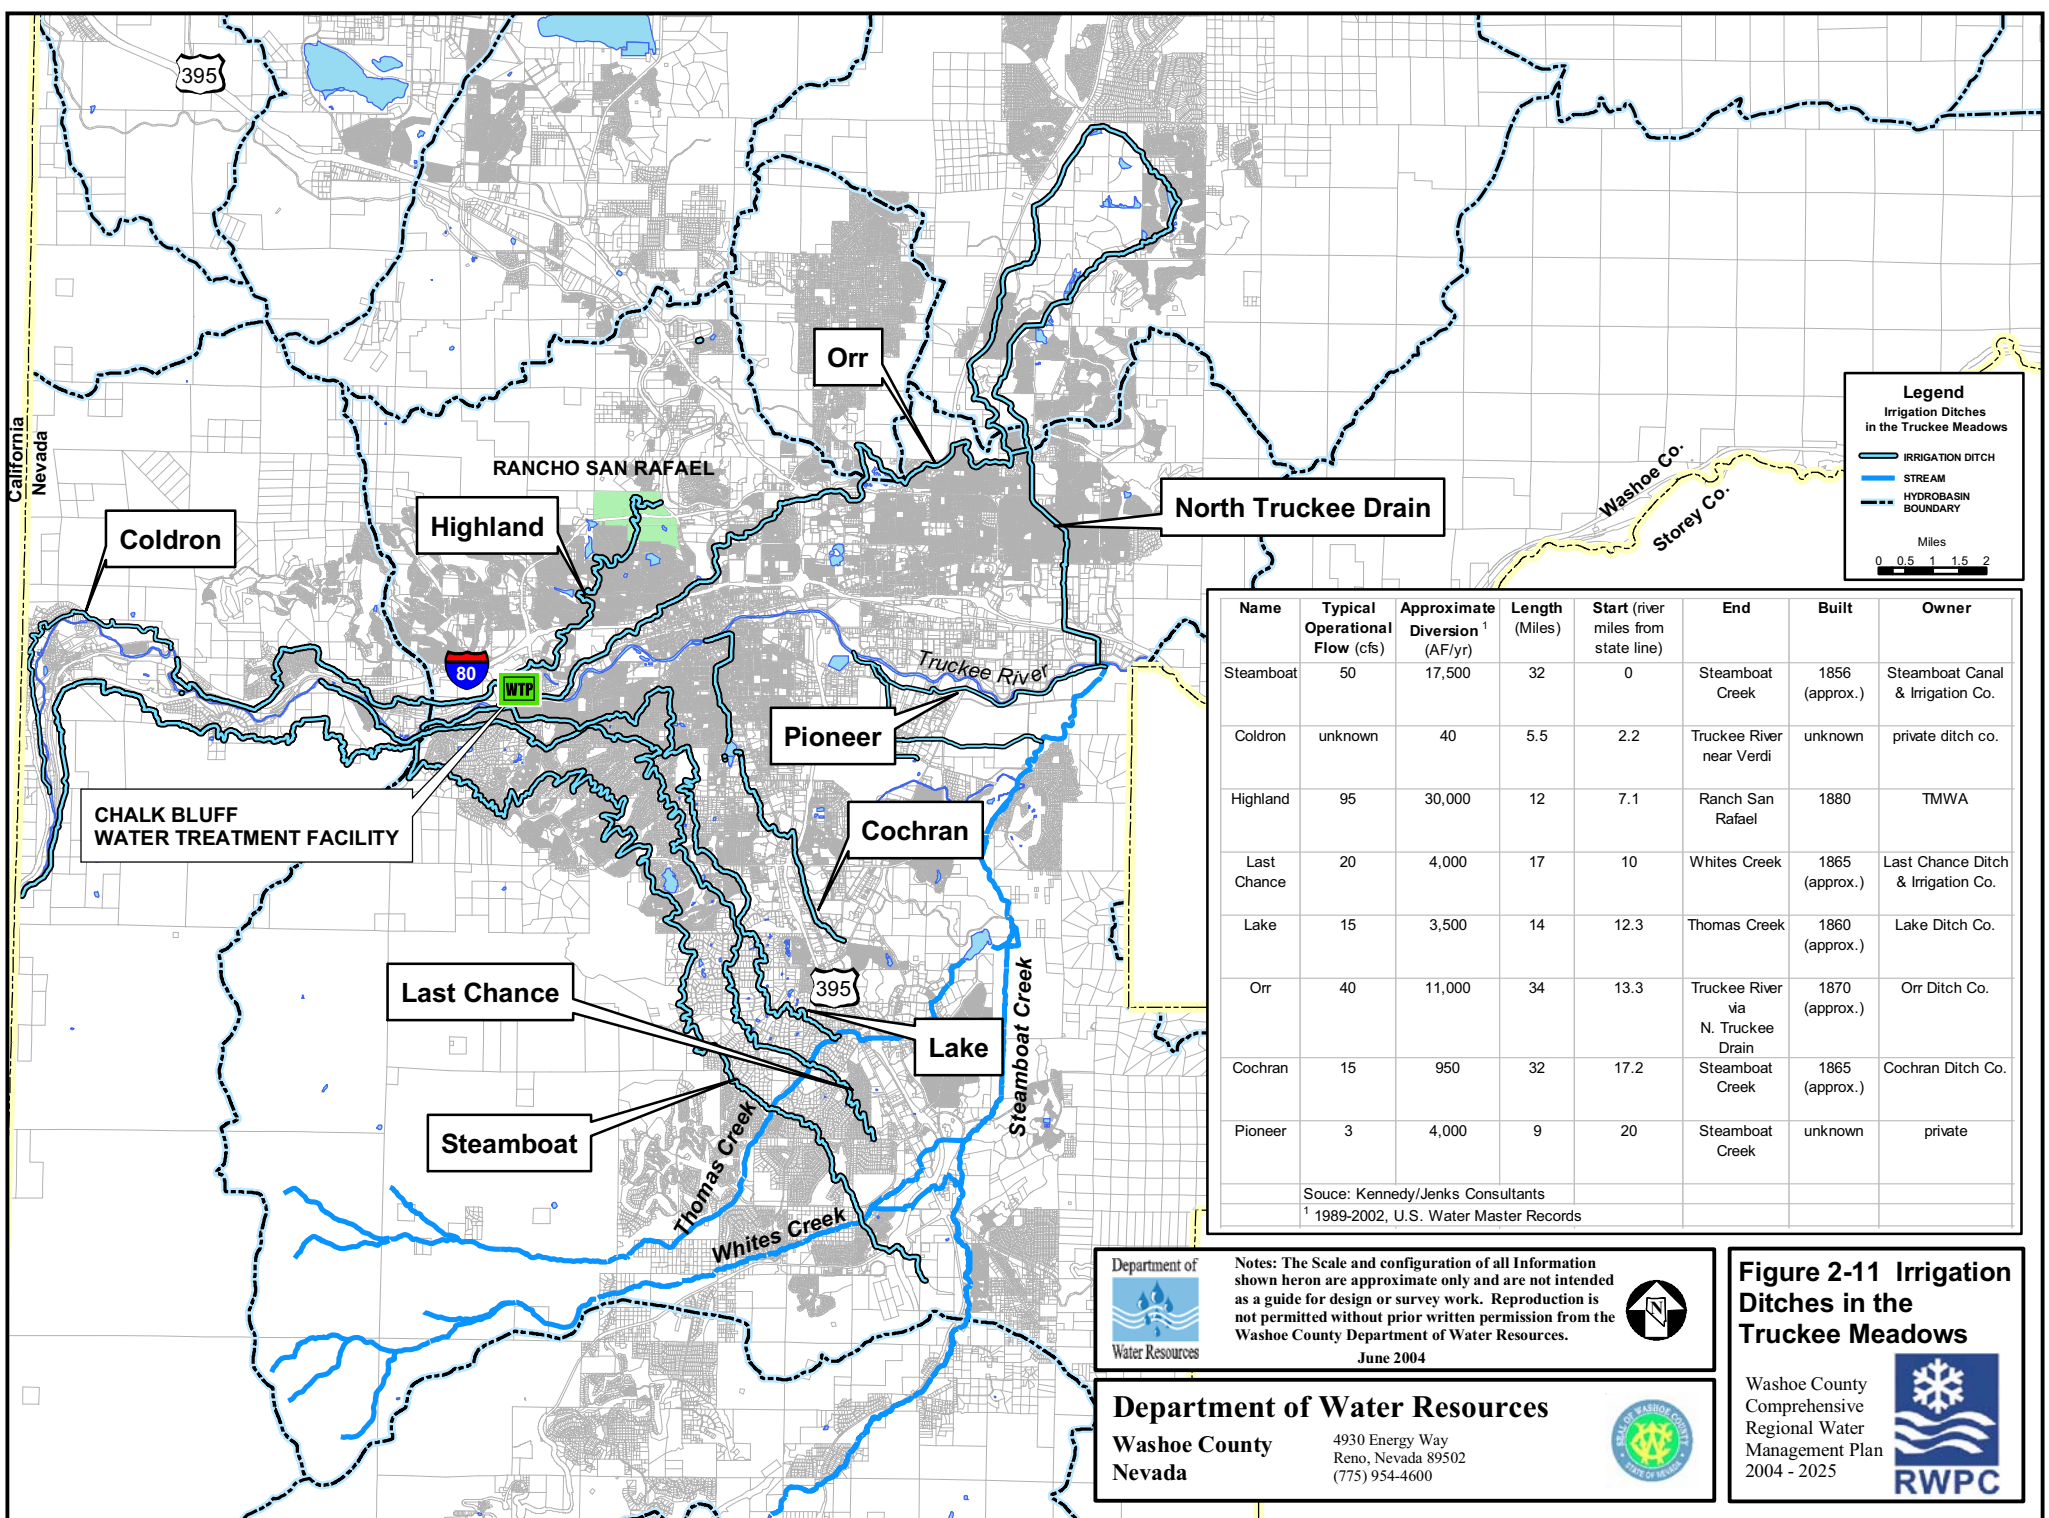 395
Orr
California
Nevada
RANCHO SAN RAFAEL
Highland
Coldron
North Truckee Drain
Washoe Co.
Storey Co.
Legend
Irrigation Ditches
in the Truckee Meadows
IRRIGATION DITCH
STREAM
HYDROBASIN
BOUNDARY
Miles
0 0.5 1 1.5 2
80
WTP
Truckee River
Pioneer
CHALK BLUFF
WATER TREATMENT FACILITY
Cochran
Last Chance
395
Lake
Steamboat
Steamboat Creek
Thomas Creek
Whites Creek
Name Typical Operational Flow (cfs) Approximate Diversion 1 (AF/yr) Length (Miles) Start (river miles from state line) End Built Owner
Steamboat 50 17,500 32 0 Steamboat Creek 1856 (approx.) Steamboat Canal & Irrigation Co.
Coldron unknown 40 5.5 2.2 Truckee River near Verdi unknown private ditch co.
Highland 95 30,000 12 7.1 Ranch San Rafael 1880 TMWA
Last Chance 20 4,000 17 10 Whites Creek 1865 (approx.) Last Chance Ditch & Irrigation Co.
Lake 15 3,500 14 12.3 Thomas Creek 1860 (approx.) Lake Ditch Co.
Orr 40 11,000 34 13.3 Truckee River via N. Truckee Drain 1870 (approx.) Orr Ditch Co.
Cochran 15 950 32 17.2 Steamboat Creek 1865 (approx.) Cochran Ditch Co.
Pioneer 3 4,000 9 20 Steamboat Creek unknown private
Souce: Kennedy/Jenks Consultants
1 1989-2002, U.S. Water Master Records
Department of
Water Resources
Notes: The Scale and configuration of all Information
shown heron are approximate only and are not intended
as a guide for design or survey work. Reproduction is
not permitted without prior written permission from the
Washoe County Department of Water Resources.
June 2004
N
Department of Water Resources
Washoe County
Nevada
4930 Energy Way
Reno, Nevada 89502
(775) 954-4600
SEAL OF WASHOE COUNTY
STATE OF NEVADA
Figure 2-11 Irrigation
Ditches in the
Truckee Meadows
Washoe County
Comprehensive
Regional Water
Management Plan
2004 - 2025
RWPC